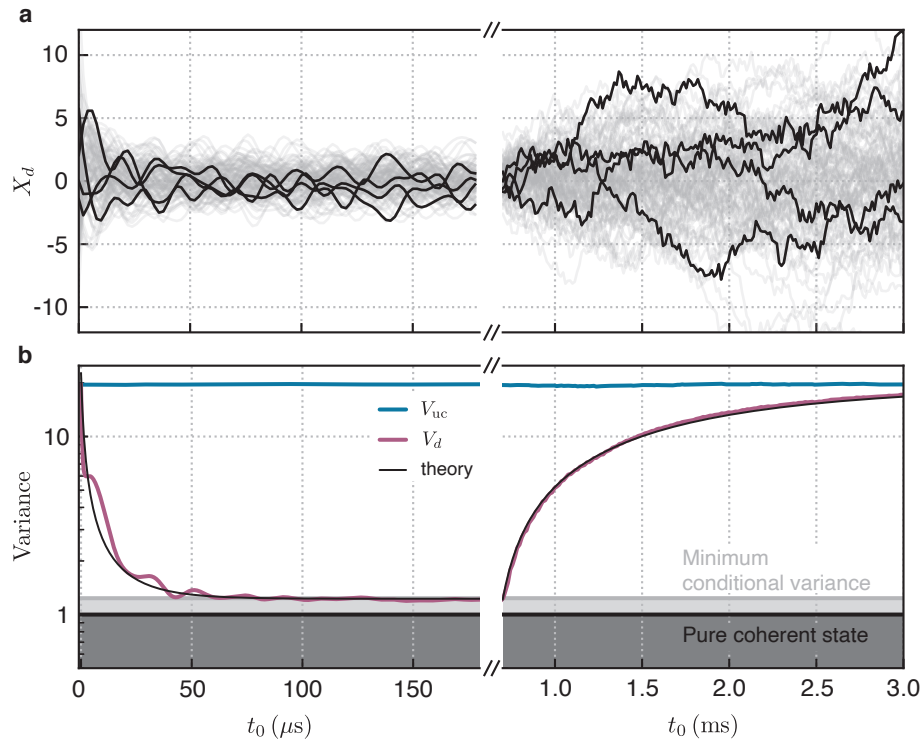 a
10
5
0
-5
-10
X_d
b
V_uc
V_d
theory
10
1
Variance
Minimum
conditional variance
Pure coherent state
0 50 100 150 1.0 1.5 2.0 2.5 3.0
t_0 (μs) t_0 (ms)